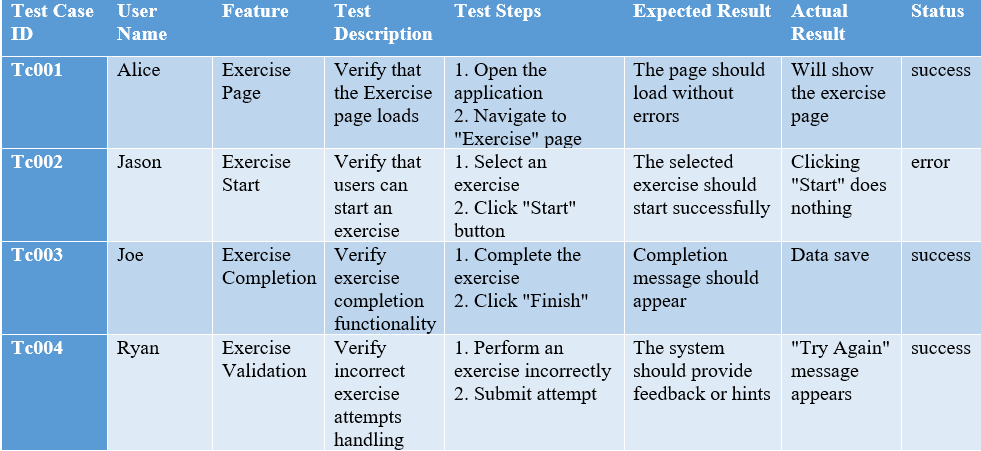 Test Case ID | User Name | Feature | Test Description | Test Steps | Expected Result | Actual Result | Status
Tc001 | Alice | Exercise Page | Verify that the Exercise page loads | 1. Open the application 2. Navigate to "Exercise" page | The page should load without errors | Will show the exercise page | success
Tc002 | Jason | Exercise Start | Verify that users can start an exercise | 1. Select an exercise 2. Click "Start" button | The selected exercise should start successfully | Clicking "Start" does nothing | error
Tc003 | Joe | Exercise Completion | Verify exercise completion functionality | 1. Complete the exercise 2. Click "Finish" | Completion message should appear | Data save | success
Tc004 | Ryan | Exercise Validation | Verify incorrect exercise attempts handling | 1. Perform an exercise incorrectly 2. Submit attempt | The system should provide feedback or hints | "Try Again" message appears | success